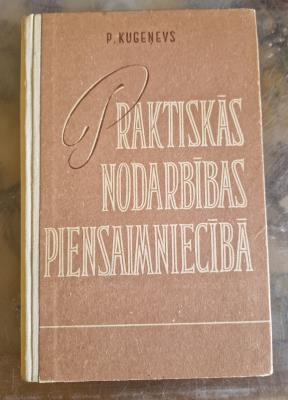 P. KUGEŅEVS
PRAKTISKĀS
NODARBĪBAS
PIENSAIMNIECĪBĀ